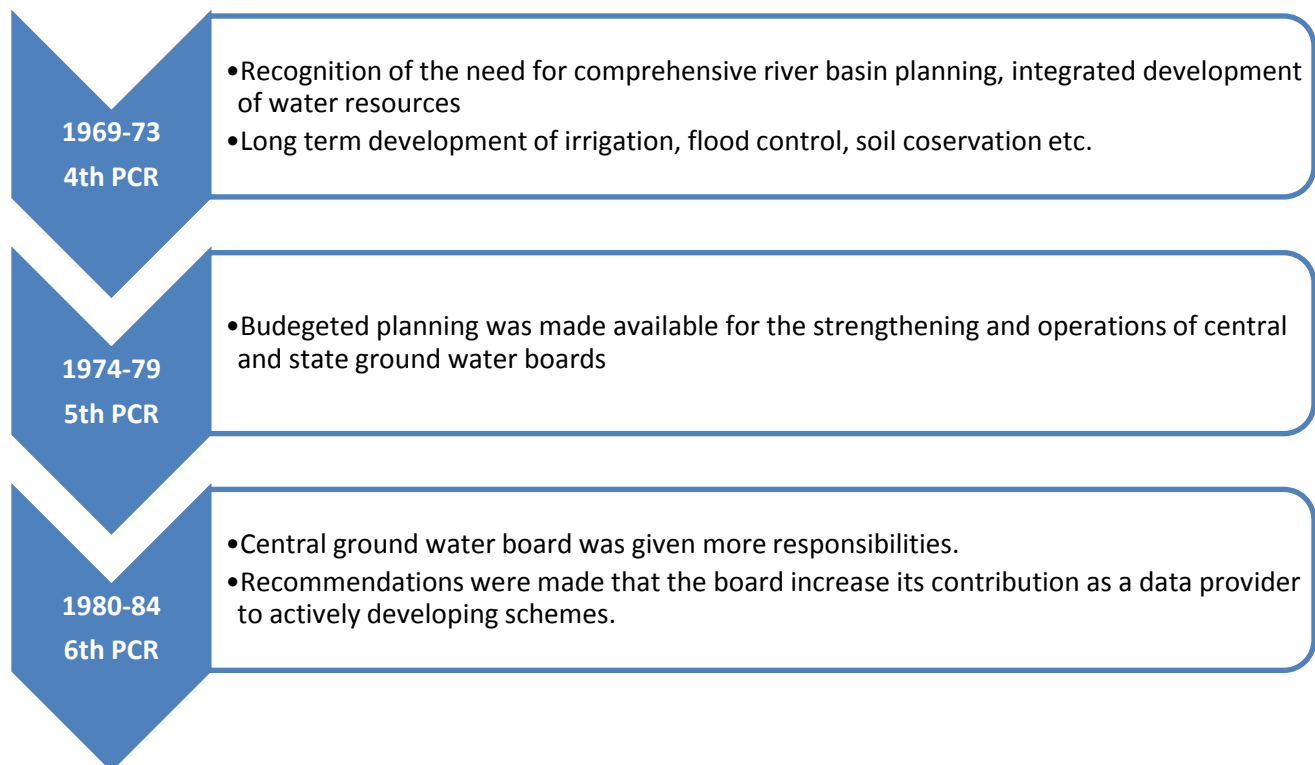 1969-73
4th PCR
•Recognition of the need for comprehensive river basin planning, integrated development
of water resources
•Long term development of irrigation, flood control, soil coservation etc.
1974-79
5th PCR
•Budegeted planning was made available for the strengthening and operations of central
and state ground water boards
1980-84
6th PCR
•Central ground water board was given more responsibilities.
•Recommendations were made that the board increase its contribution as a data provider
to actively developing schemes.